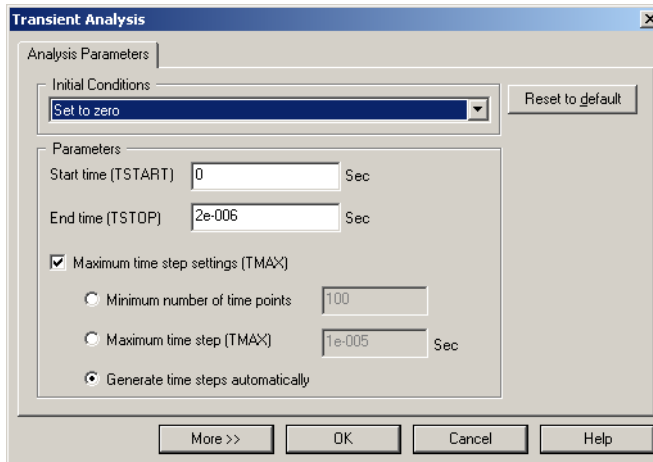 Transient Analysis
Analysis Parameters
Initial Conditions
Set to zero
Reset to default
Parameters
Start time (TSTART) 0 Sec
End time (TSTOP) 2e-006 Sec
Maximum time step settings (TMAX)
Minimum number of time points 100
Maximum time step (TMAX) 1e-005 Sec
Generate time steps automatically
More >> OK Cancel Help